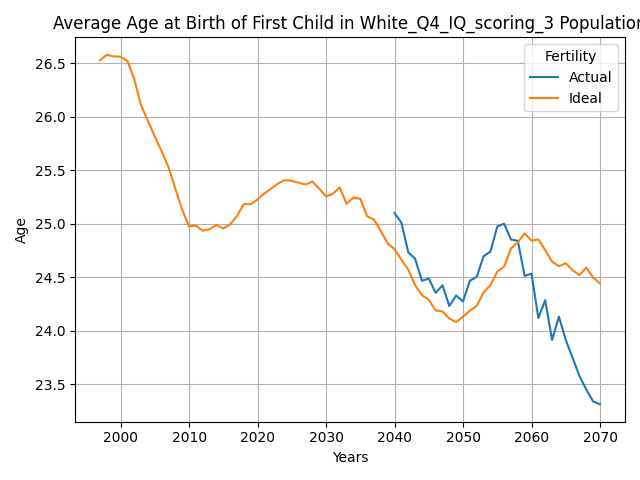 Average Age at Birth of First Child in White_Q4_IQ_scoring_3 Population
Fertility
Actual
Ideal
26.5
26.0
25.5
25.0
24.5
24.0
23.5
Age
2000 2010 2020 2030 2040 2050 2060 2070
Years